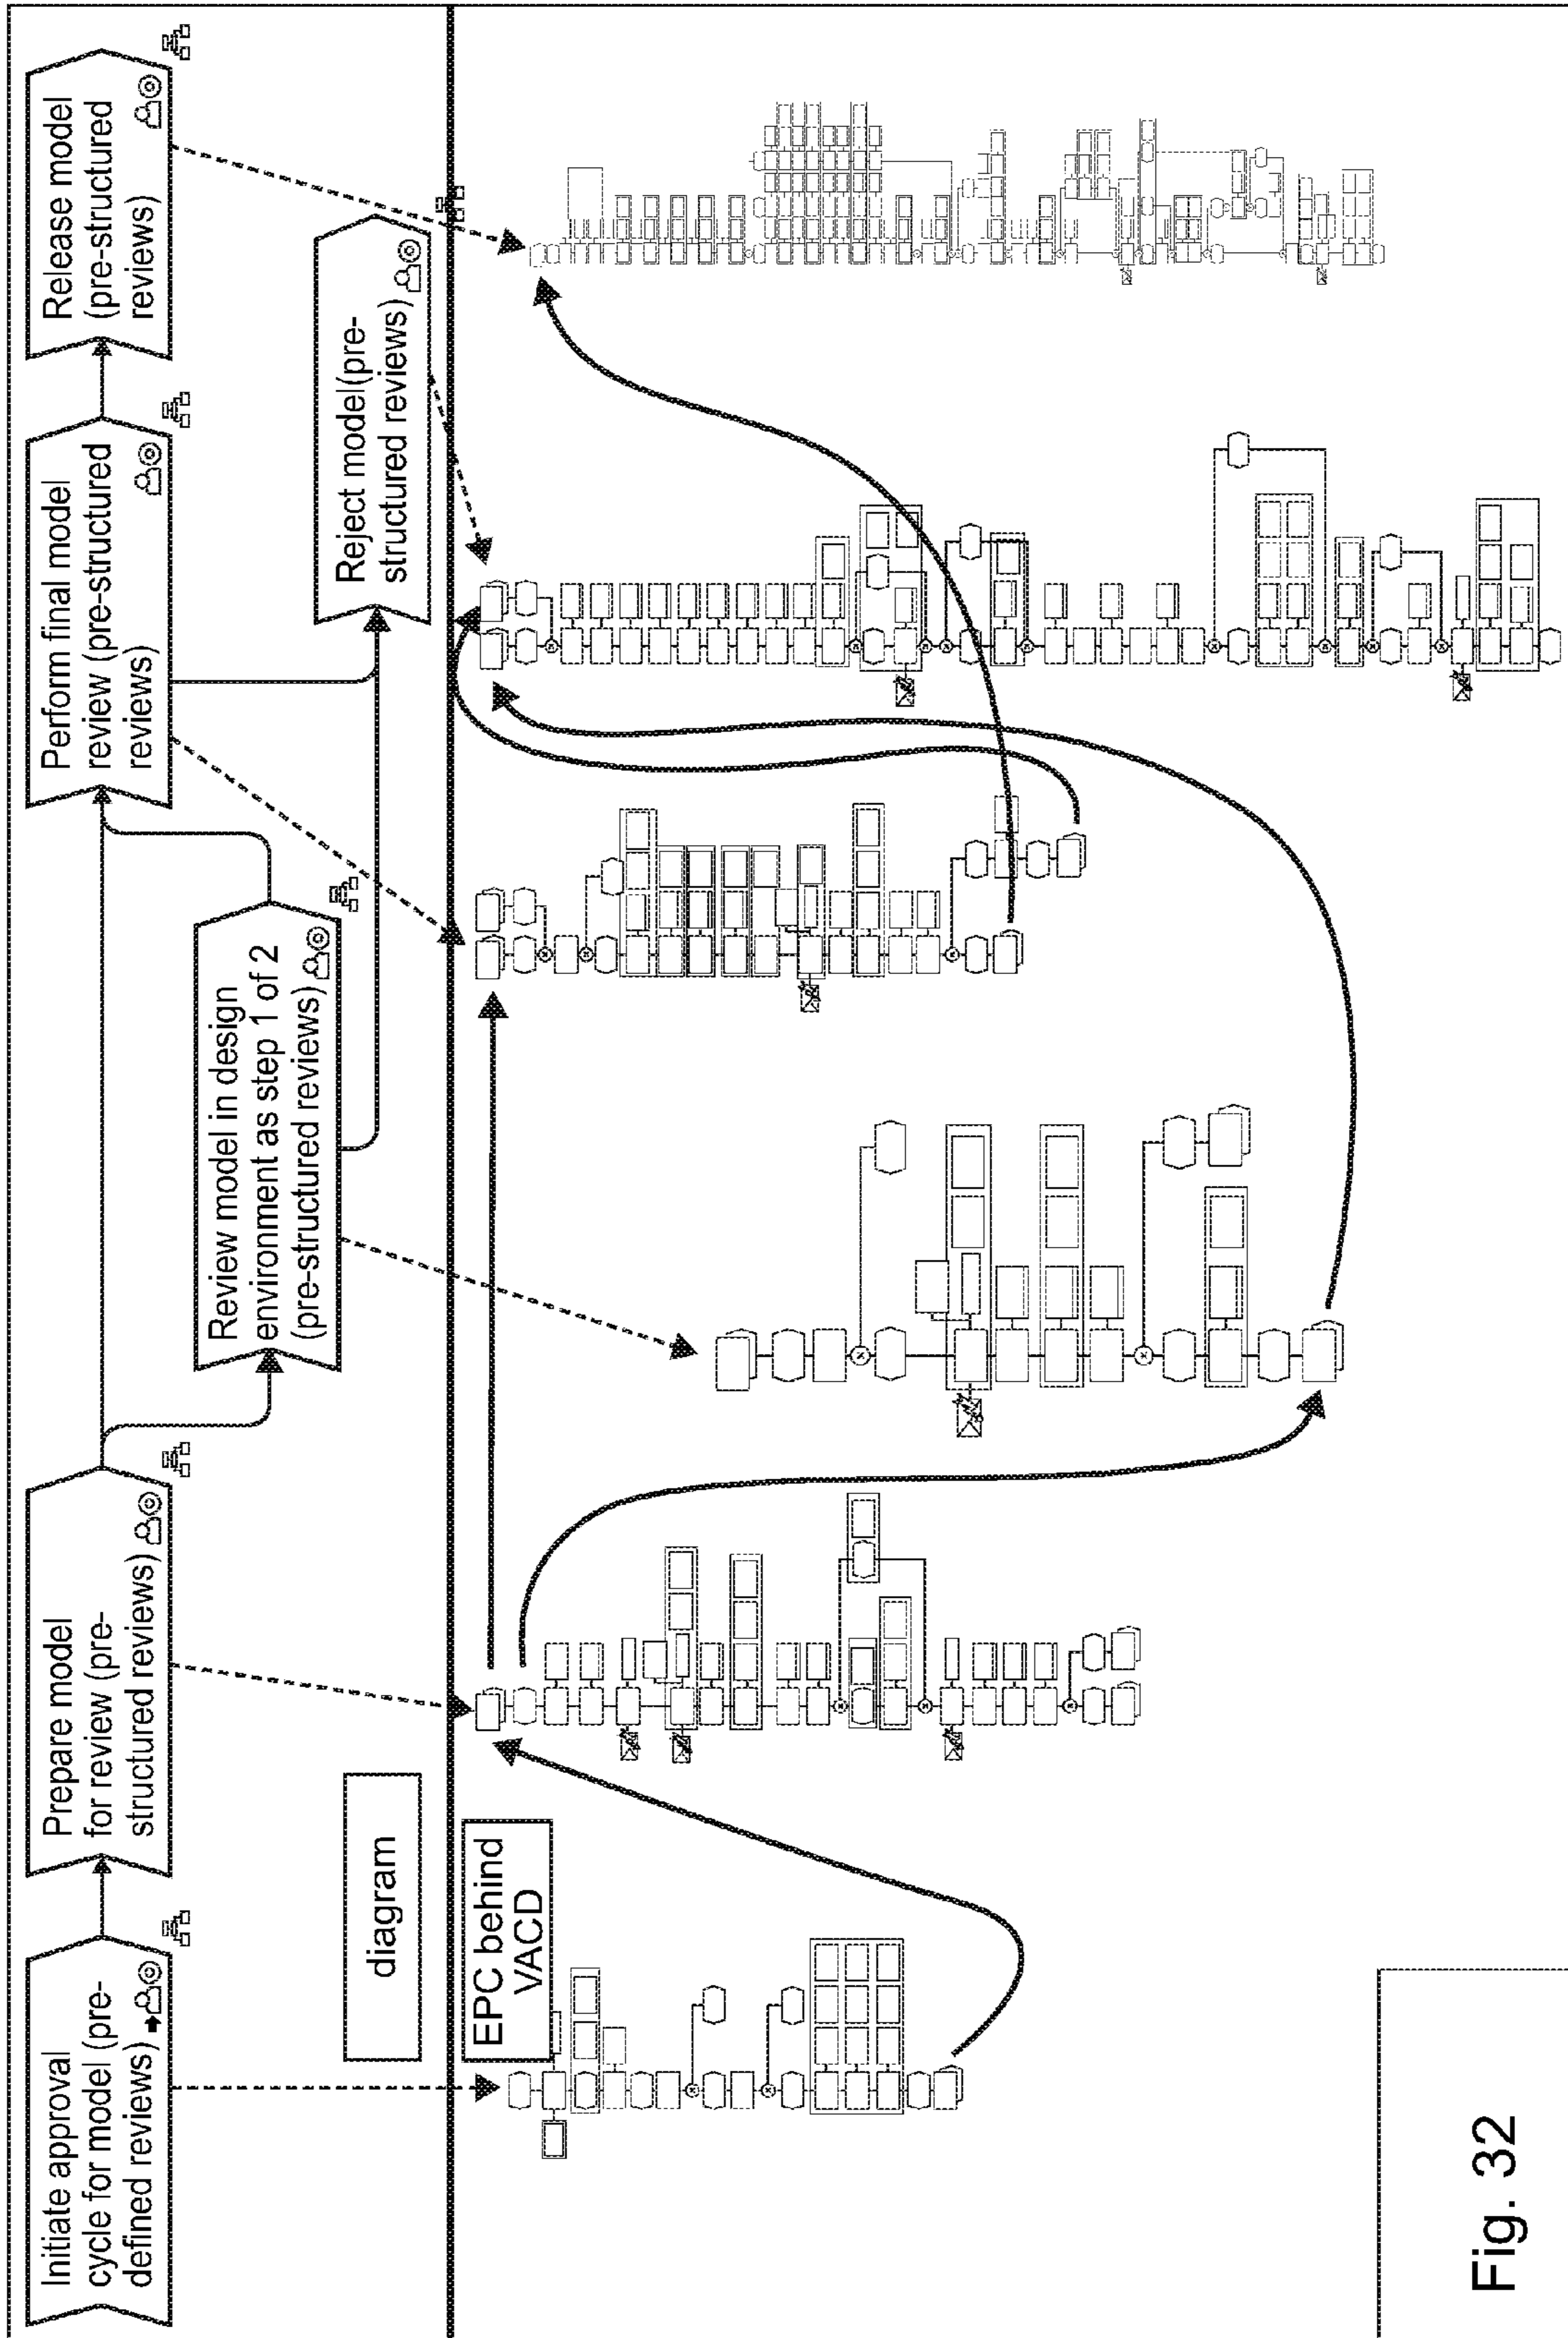 Initiate approval
cycle for model (pre-
defined reviews)
Prepare model
for review (pre-
structured reviews)
Review model in design
environment as step 1 of 2
(pre-structured reviews)
Perform final model
review (pre-structured
reviews)
Reject model(pre-
structured reviews)
Release model
(pre-structured
reviews)
diagram
EPC behind
VACD
Fig. 32